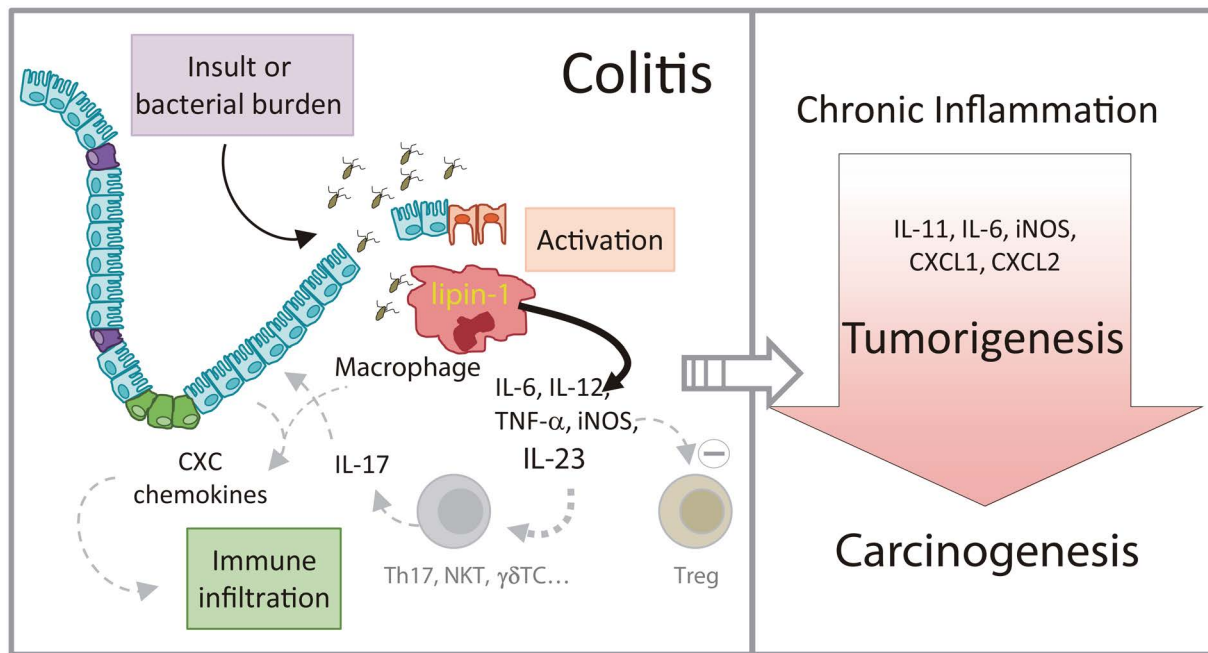 Insult or
bacterial burden
Colitis
Activation
lipin-1
Macrophage
IL-6, IL-12,
TNF-α, iNOS,
IL-23
CXC
chemokines
IL-17
Immune
infiltration
Th17, NKT, γδTC...
Treg
Chronic Inflammation
IL-11, IL-6, iNOS,
CXCL1, CXCL2
Tumorigenesis
Carcinogenesis